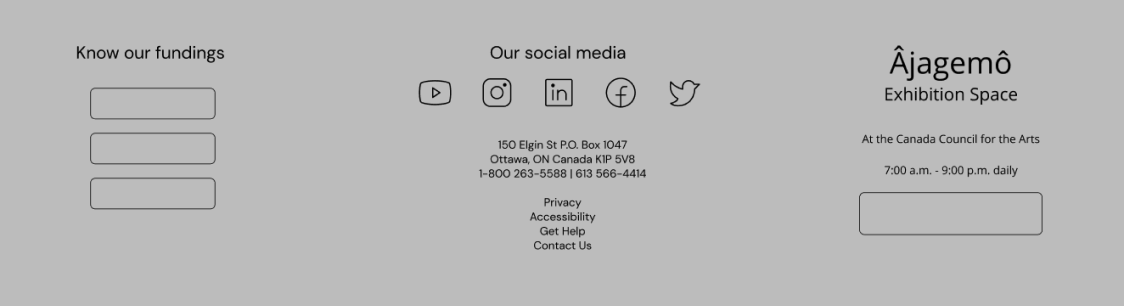 Know our fundings
Our social media
in
150 Elgin St P.O. Box 1047
Ottawa, ON Canada K1P 5V8
1-800 263-5588 | 613 566-4414
Privacy
Accessibility
Get Help
Contact Us
Âjagemô
Exhibition Space
At the Canada Council for the Arts
7:00 a.m. - 9:00 p.m. daily